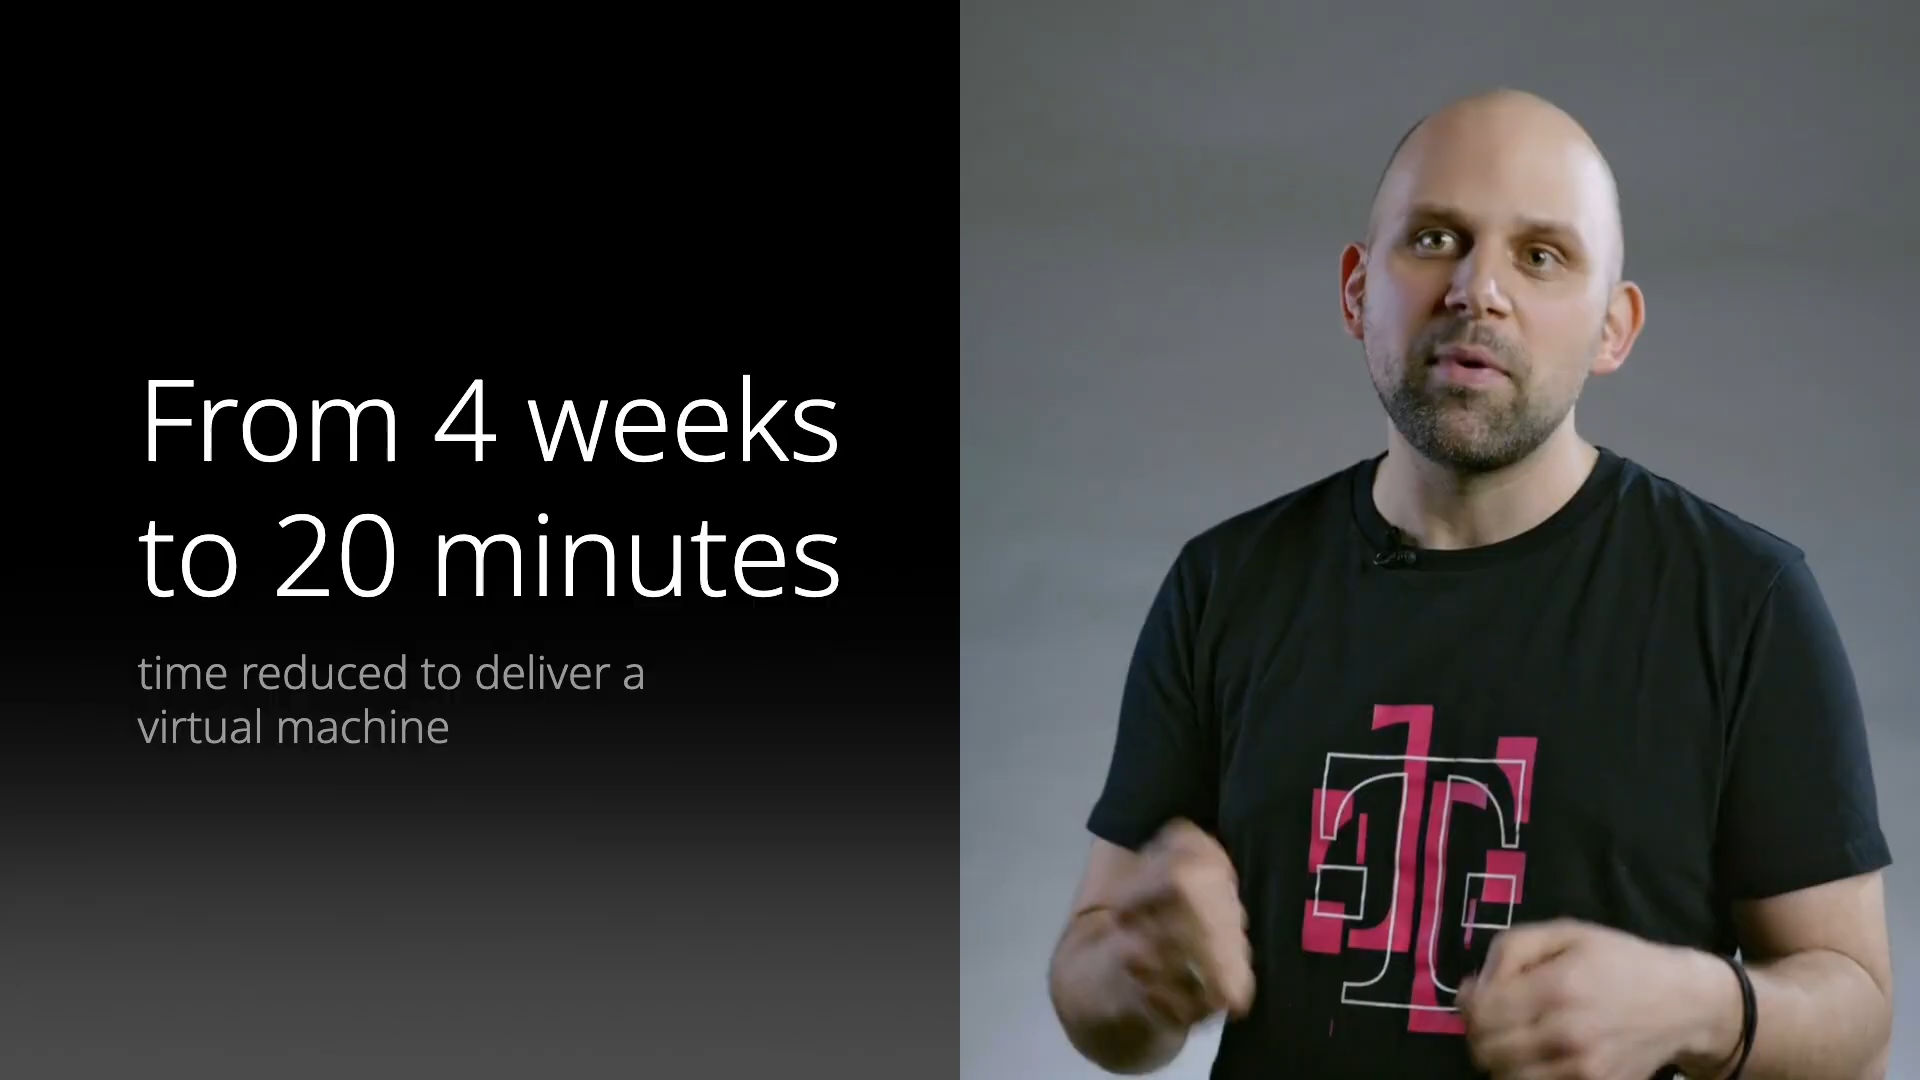 From 4 weeks
to 20 minutes
time reduced to deliver a
virtual machine
T